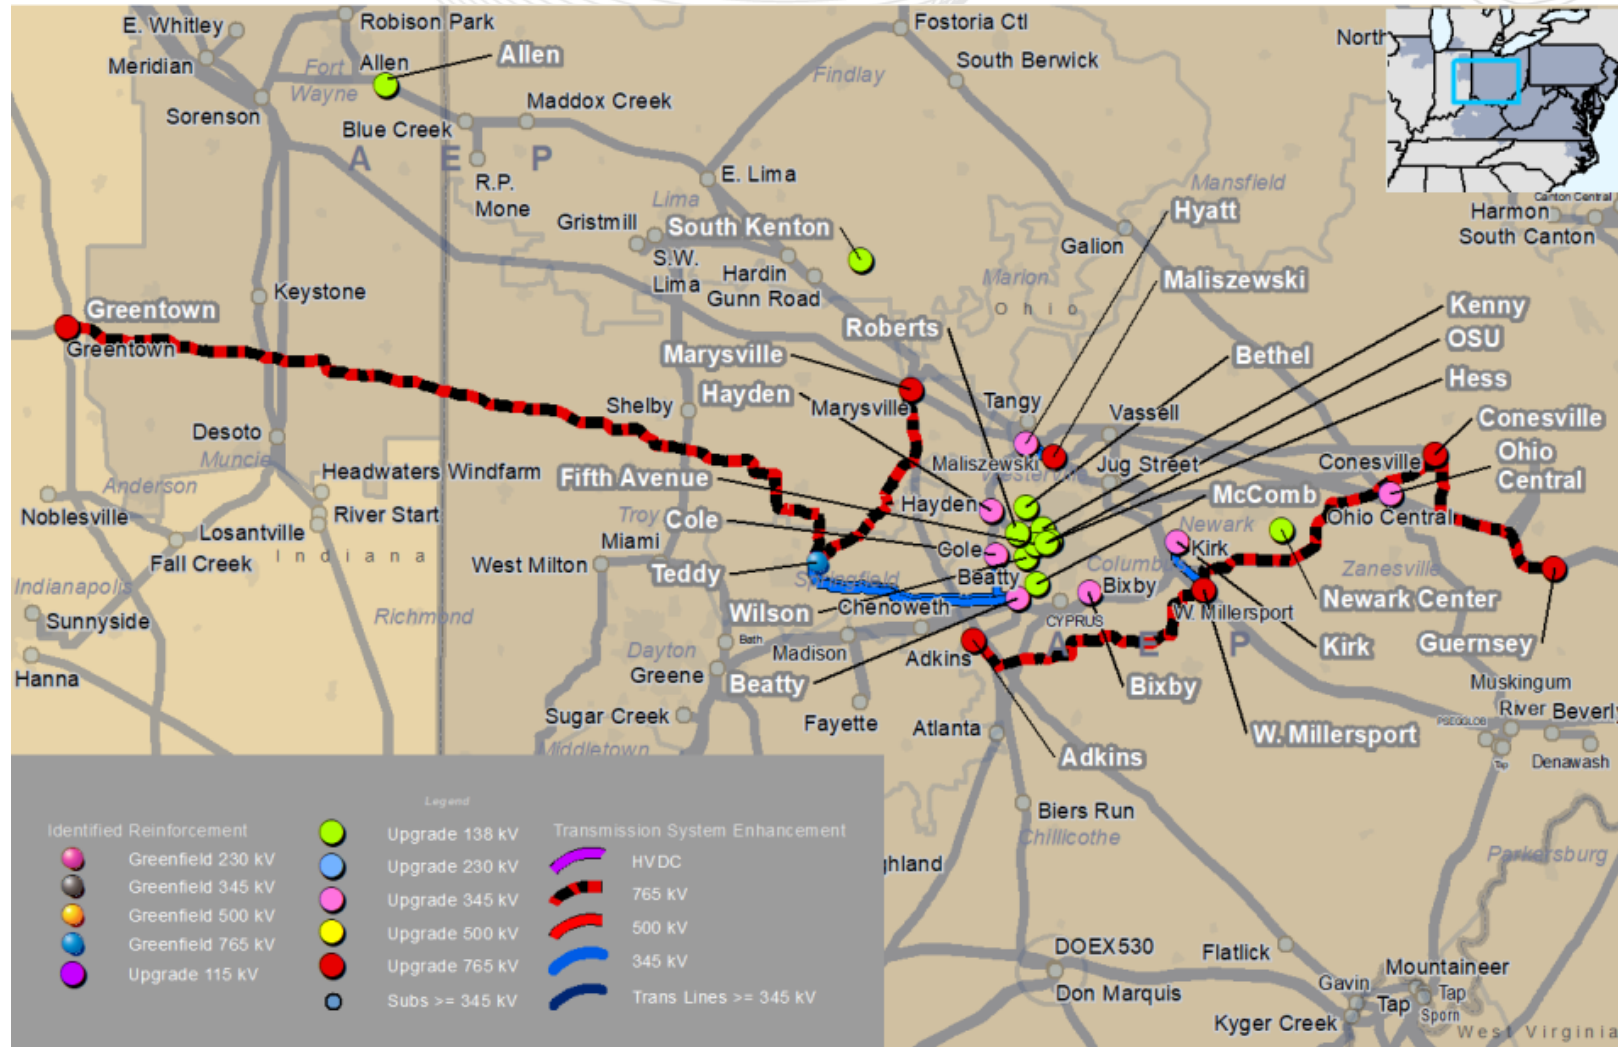 E. Whitley
Robison Park
Fostoria Ctl
North
Meridian
Fort
Wayne
Allen
Allen
Findlay
South Berwick
Sorenson
Blue Creek
Maddox Creek
A E P
R.P.
Mone
E. Lima
Lima
Mansfield
Canton Central
Harmon
South Canton
Gristmill
South Kenton
Hyatt
Galion
S.W.
Lima
Hardin
Gunn Road
Marion
Ohio
Maliszewski
Keystone
Greentown
Greentown
Roberts
Kenny
OSU
Marysville
Bethel
Hess
Hayden
Marysville
Shelby
Tangy
Vassell
Conesville
Desoto
Muncie
Headwaters Windfarm
Maliszewski
Westerville
Jug Street
Conesville
Ohio
Central
Anderson
Fifth Avenue
McComb
Noblesville
River Start
Hayden
Ohio Central
Losantville
Troy
Cole
Newark
Indiana
Miami
Cole
Kirk
Fall Creek
West Milton
Teddy
Springfield
Beatty
Columbus
Zanesville
Indianapolis
Bixby
Sunnyside
Richmond
Wilson
Chenoweth
W. Millersport
Newark Center
CYPRUS
Bath
Dayton
Madison
Adkins
A E P
Kirk
Guernsey
Hanna
Greene
Beatty
Bixby
Muskingum
River
Beverly
Sugar Creek
Fayette
Atlanta
PSEGGLOB
W. Millersport
Middletown
Adkins
Tap
Denawash
Biers Run
Chillicothe
ghland
Parkersburg
DOEX530
Flatlick
Don Marquis
Mountaineer
Gavin
Tap
Tap
Sporn
Kyger Creek
West Virginia
Legend
Identified Reinforcement
Greenfield 230 kV
Greenfield 345 kV
Greenfield 500 kV
Greenfield 765 kV
Upgrade 115 kV
Upgrade 138 kV
Upgrade 230 kV
Upgrade 345 kV
Upgrade 500 kV
Upgrade 765 kV
Subs >= 345 kV
Transmission System Enhancement
HVDC
765 kV
500 kV
345 kV
Trans Lines >= 345 kV